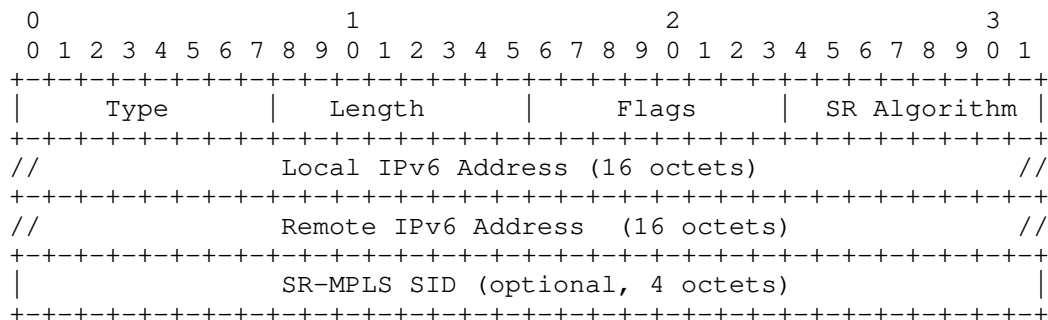 0                   1                   2                   3
 0 1 2 3 4 5 6 7 8 9 0 1 2 3 4 5 6 7 8 9 0 1 2 3 4 5 6 7 8 9 0 1
+-+-+-+-+-+-+-+-+-+-+-+-+-+-+-+-+-+-+-+-+-+-+-+-+-+-+-+-+-+-+-+-+
|     Type      |    Length     |     Flags     |  SR Algorithm |
+-+-+-+-+-+-+-+-+-+-+-+-+-+-+-+-+-+-+-+-+-+-+-+-+-+-+-+-+-+-+-+-+
//               Local IPv6 Address (16 octets)                //
+-+-+-+-+-+-+-+-+-+-+-+-+-+-+-+-+-+-+-+-+-+-+-+-+-+-+-+-+-+-+-+-+
//               Remote IPv6 Address  (16 octets)              //
+-+-+-+-+-+-+-+-+-+-+-+-+-+-+-+-+-+-+-+-+-+-+-+-+-+-+-+-+-+-+-+-+
|                SR-MPLS SID (optional, 4 octets)               |
+-+-+-+-+-+-+-+-+-+-+-+-+-+-+-+-+-+-+-+-+-+-+-+-+-+-+-+-+-+-+-+-+